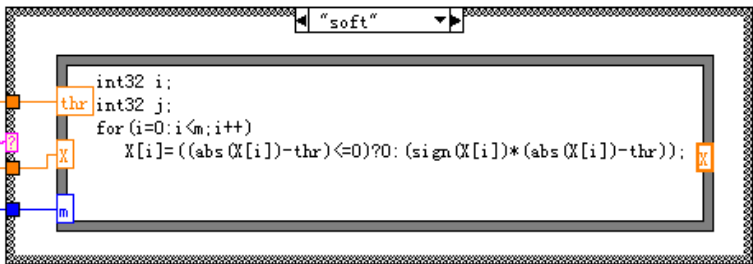 "soft"
int32 i;
thr
int32 j;
for(i=0:i<m;i++)
?
X
X[i]=((abs(X[i])-thr)<=0)?0:(sign(X[i])*(abs(X[i])-thr));
X
m